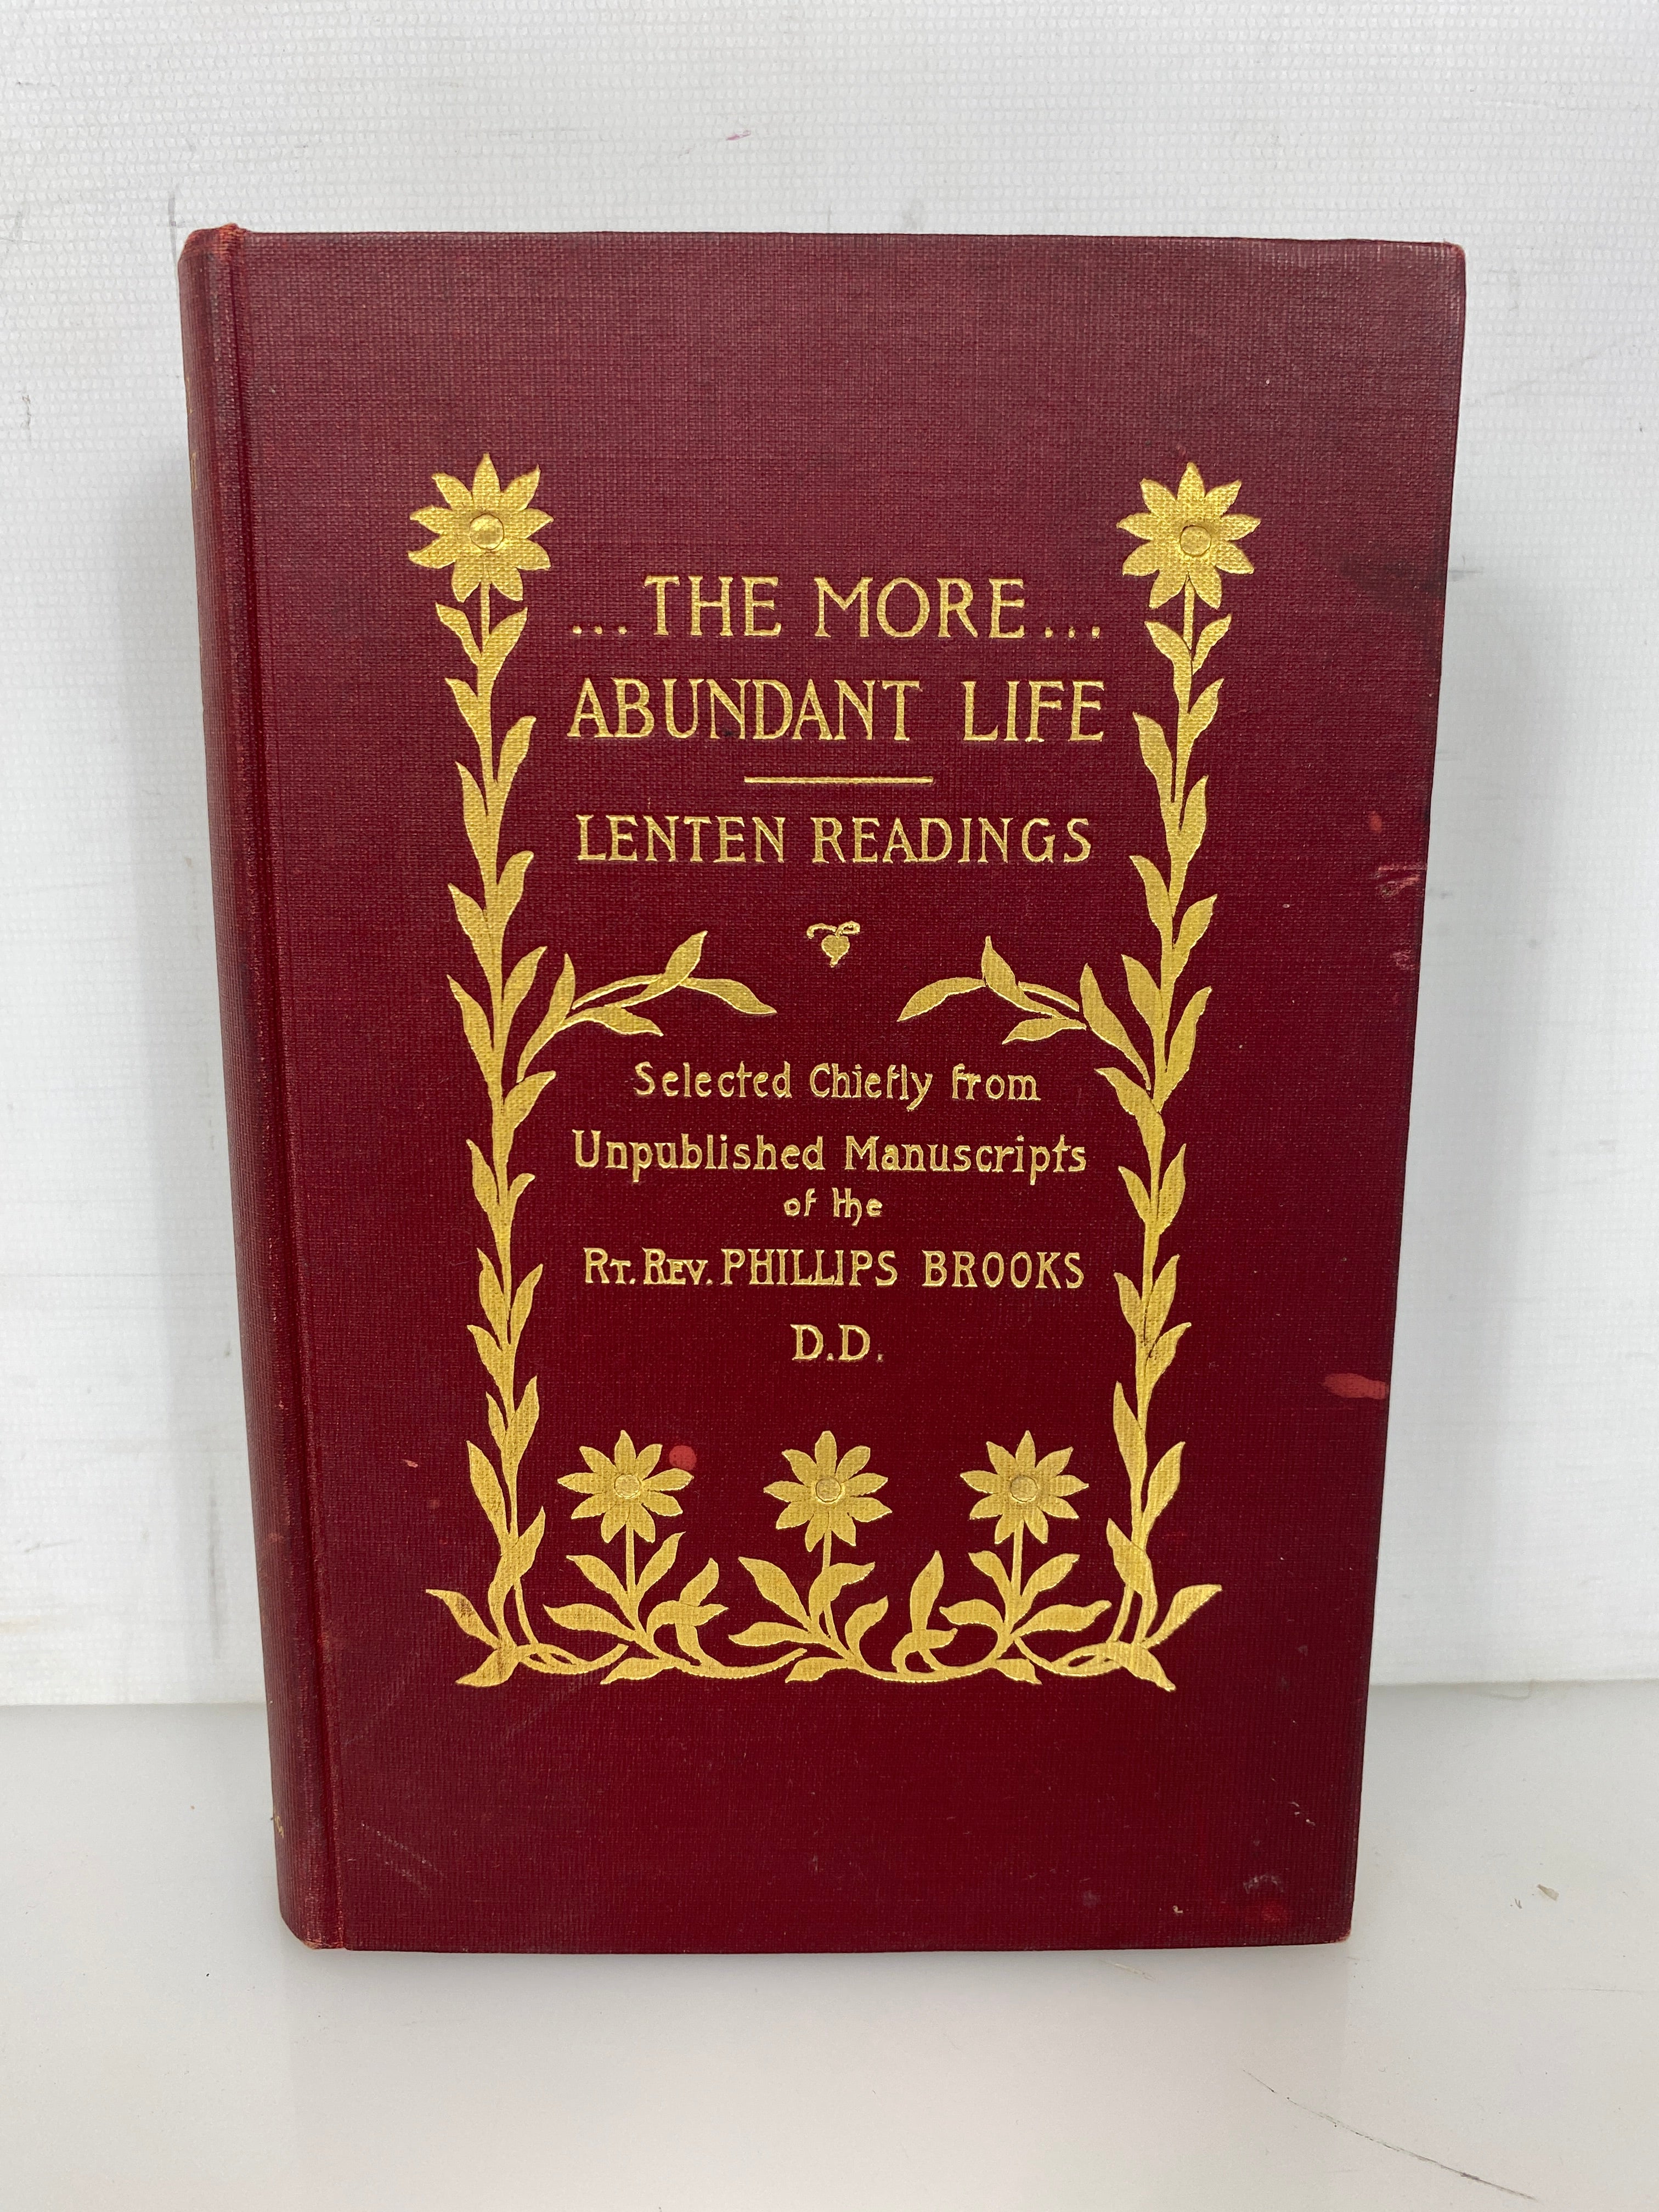 ...THE MORE...
ABUNDANT LIFE
LENTEN READINGS
Selected Chiefly from
Unpublished Manuscripts
of the
RT. REV. PHILLIPS BROOKS
D.D.